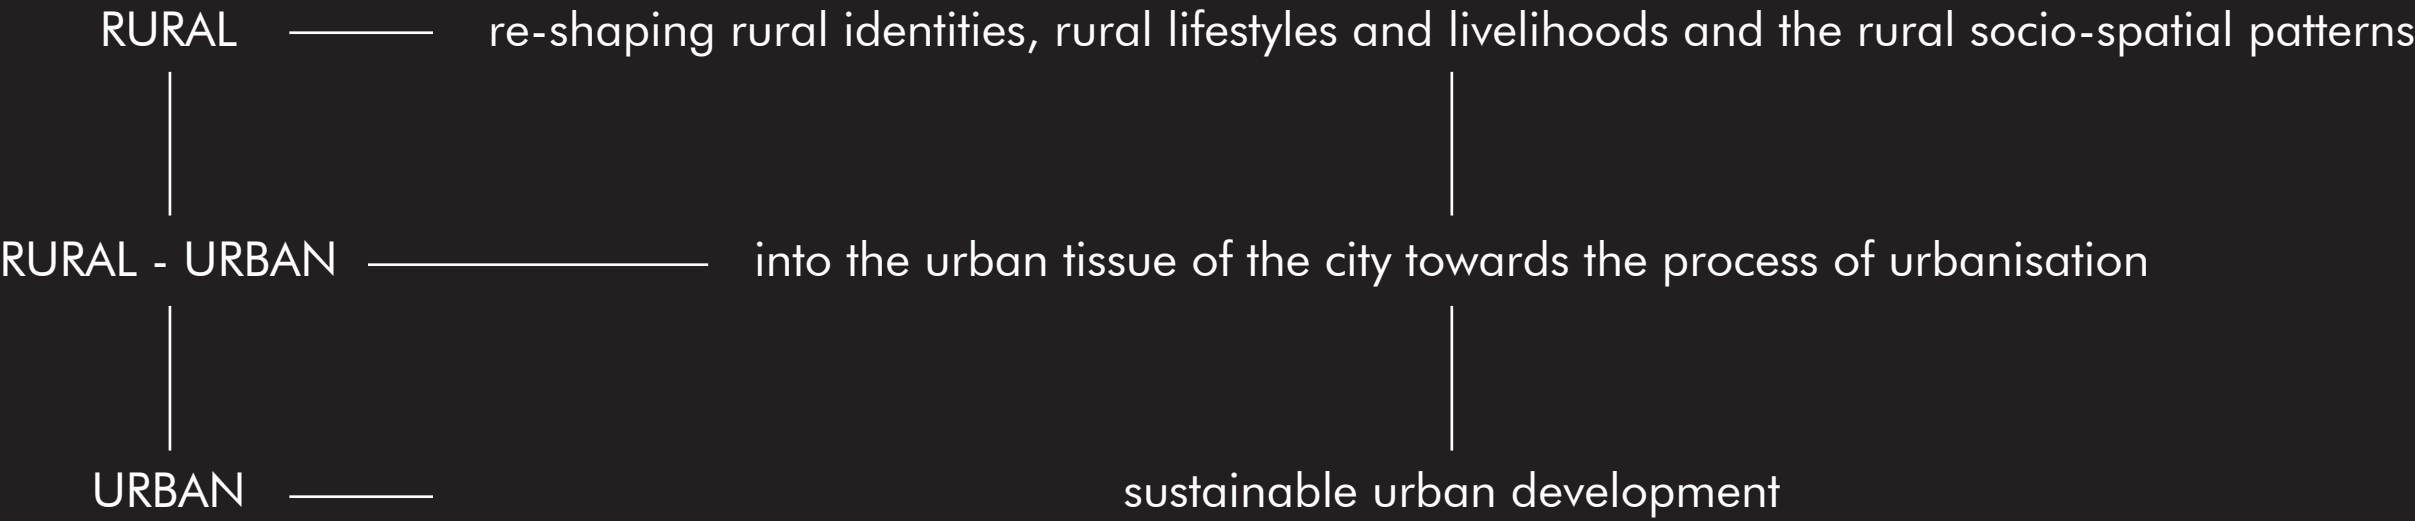 RURAL re-shaping rural identities, rural lifestyles and livelihoods and the rural socio-spatial patterns
RURAL - URBAN into the urban tissue of the city towards the process of urbanisation
URBAN sustainable urban development